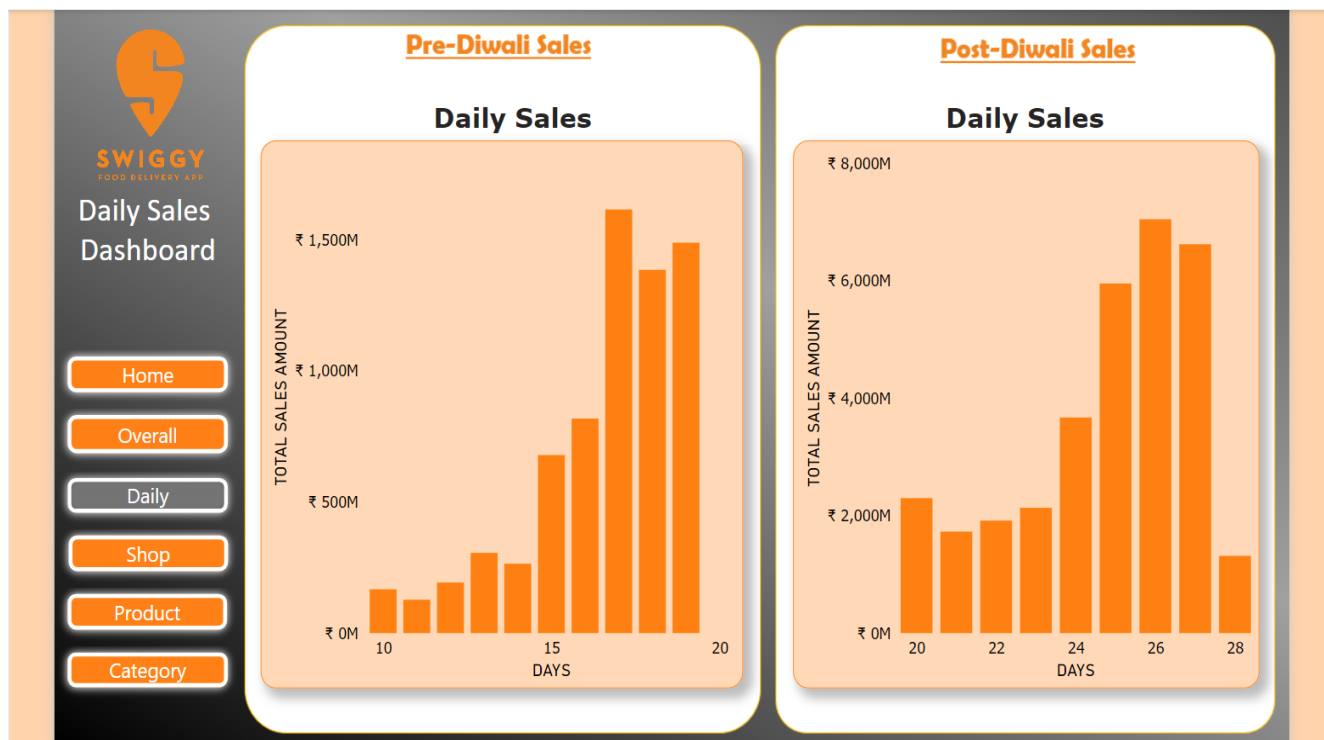 SWIGGY
FOOD DELIVERY APP
Daily Sales
Dashboard
Home
Overall
Daily
Shop
Product
Category
Pre-Diwali Sales
Daily Sales
TOTAL SALES AMOUNT
₹ 1,500M
₹ 1,000M
₹ 500M
₹ 0M
10 15 20
DAYS
Post-Diwali Sales
Daily Sales
TOTAL SALES AMOUNT
₹ 8,000M
₹ 6,000M
₹ 4,000M
₹ 2,000M
₹ 0M
20 22 24 26 28
DAYS